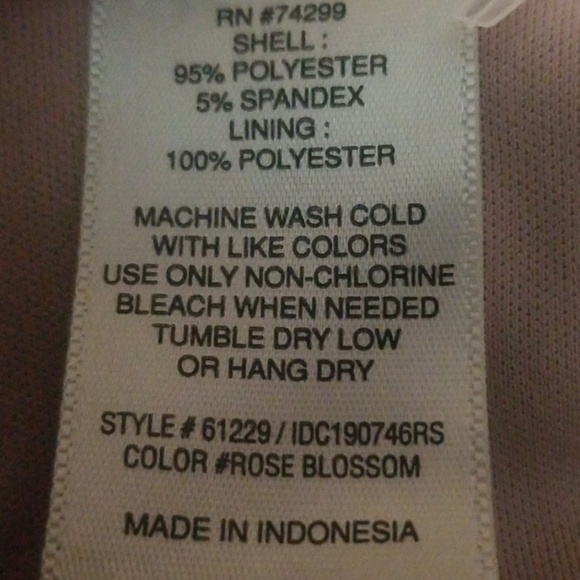 RN #74299
SHELL :
95% POLYESTER
5% SPANDEX
LINING :
100% POLYESTER
MACHINE WASH COLD
WITH LIKE COLORS
USE ONLY NON-CHLORINE
BLEACH WHEN NEEDED
TUMBLE DRY LOW
OR HANG DRY
STYLE # 61229 / IDC190746RS
COLOR #ROSE BLOSSOM
MADE IN INDONESIA